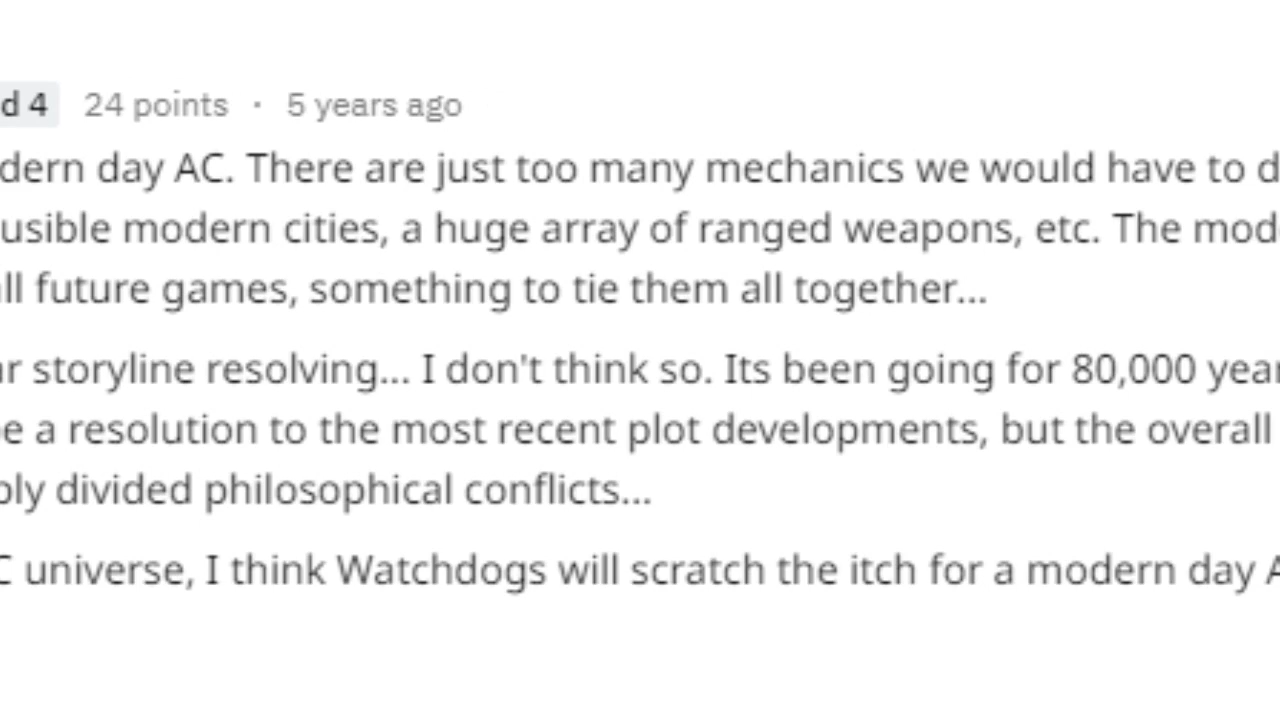 d 4 24 points · 5 years ago
dern day AC. There are just too many mechanics we would have to d
usible modern cities, a huge array of ranged weapons, etc. The mod
ll future games, something to tie them all together...
r storyline resolving... I don't think so. Its been going for 80,000 year
e a resolution to the most recent plot developments, but the overall
bly divided philosophical conflicts...
C universe, I think Watchdogs will scratch the itch for a modern day A